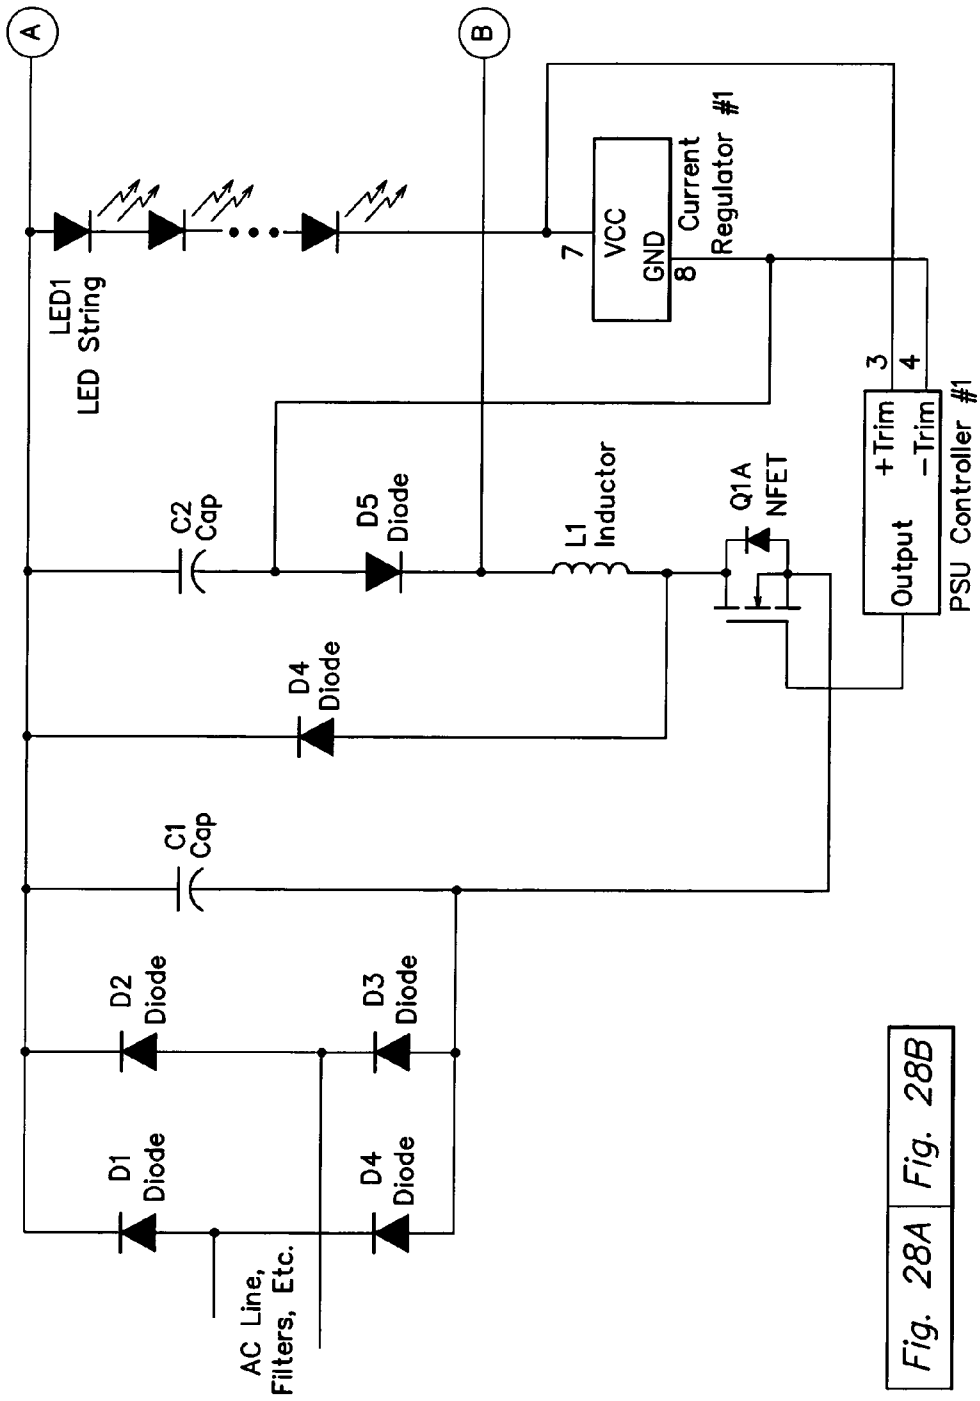 A
B
LED1
LED String
C2
Cap
D5
Diode
L1
Inductor
Q1A
NFET
D4
Diode
C1
Cap
D2
Diode
D1
Diode
D3
Diode
D4
Diode
AC Line,
Filters, Etc.
7
VCC
GND
8
Current
Regulator #1
3
4
+Trim
-Trim
Output
PSU Controller #1
Fig. 28A Fig. 28B